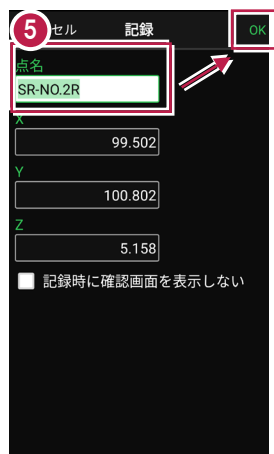 5 セル 記録 OK
点名
SR-NO.2R
X
99.502
Y
100.802
Z
5.158
記録時に確認画面を表示しない